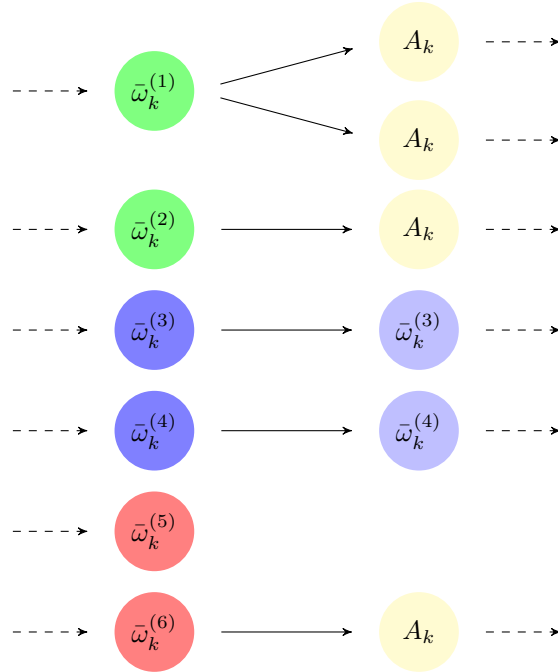 ω̄_k^{(1)} A_k
A_k
ω̄_k^{(2)} A_k
ω̄_k^{(3)} ω̄_k^{(3)}
ω̄_k^{(4)} ω̄_k^{(4)}
ω̄_k^{(5)}
ω̄_k^{(6)} A_k